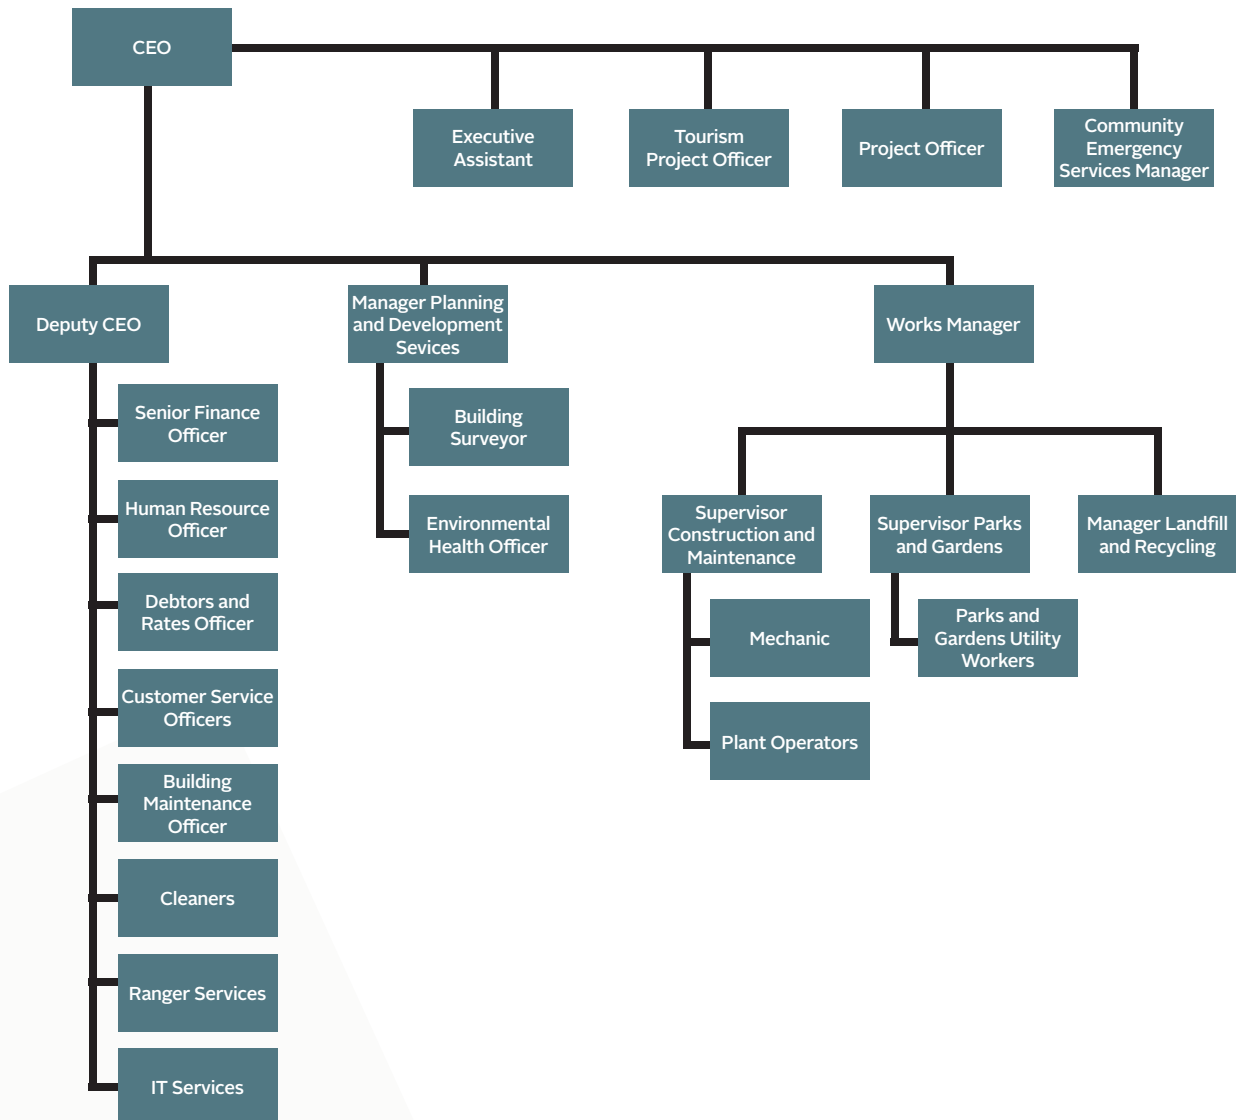 CEO
Executive
Assistant
Tourism
Project Officer
Project Officer
Community
Emergency
Services Manager
Deputy CEO
Manager Planning
and Development
Sevices
Works Manager
Senior Finance
Officer
Human Resource
Officer
Debtors and
Rates Officer
Customer Service
Officers
Building
Maintenance
Officer
Cleaners
Ranger Services
IT Services
Building
Surveyor
Environmental
Health Officer
Supervisor
Construction and
Maintenance
Mechanic
Plant Operators
Supervisor Parks
and Gardens
Parks and
Gardens Utility
Workers
Manager Landfill
and Recycling